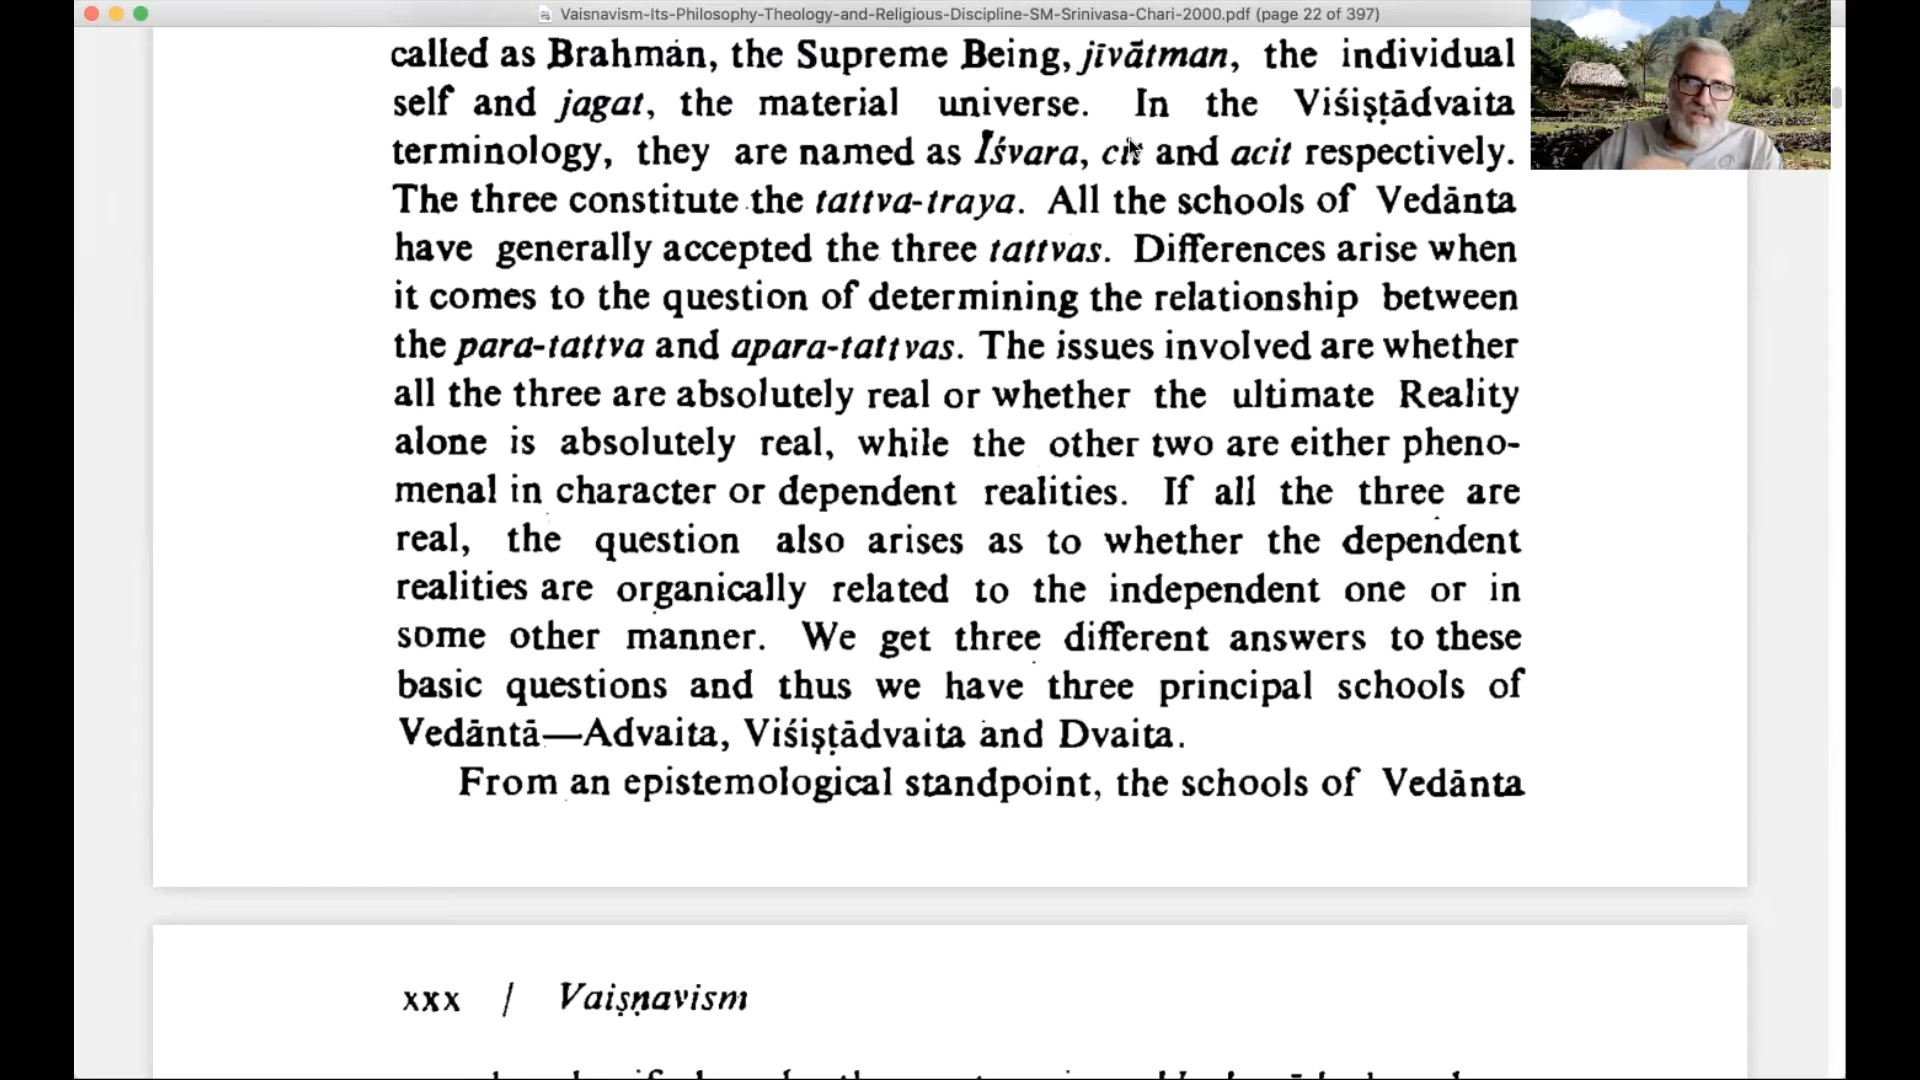 Vaisnavism-Its-Philosophy-Theology-and-Religious-Discipline-SM-Srinivasa-Chari-2000.pdf (page 22 of 397)
called as Brahman, the Supreme Being, jīvātman, the individual
self and jagat, the material universe. In the Viśiṣṭādvaita
terminology, they are named as Īśvara, cit and acit respectively.
The three constitute the tattva-traya. All the schools of Vedānta
have generally accepted the three tattvas. Differences arise when
it comes to the question of determining the relationship between
the para-tattva and apara-tattvas. The issues involved are whether
all the three are absolutely real or whether the ultimate Reality
alone is absolutely real, while the other two are either pheno-
menal in character or dependent realities. If all the three are
real, the question also arises as to whether the dependent
realities are organically related to the independent one or in
some other manner. We get three different answers to these
basic questions and thus we have three principal schools of
Vedāntā—Advaita, Viśiṣṭādvaita and Dvaita.
From an epistemological standpoint, the schools of Vedānta
xxx / Vaiṣṇavism